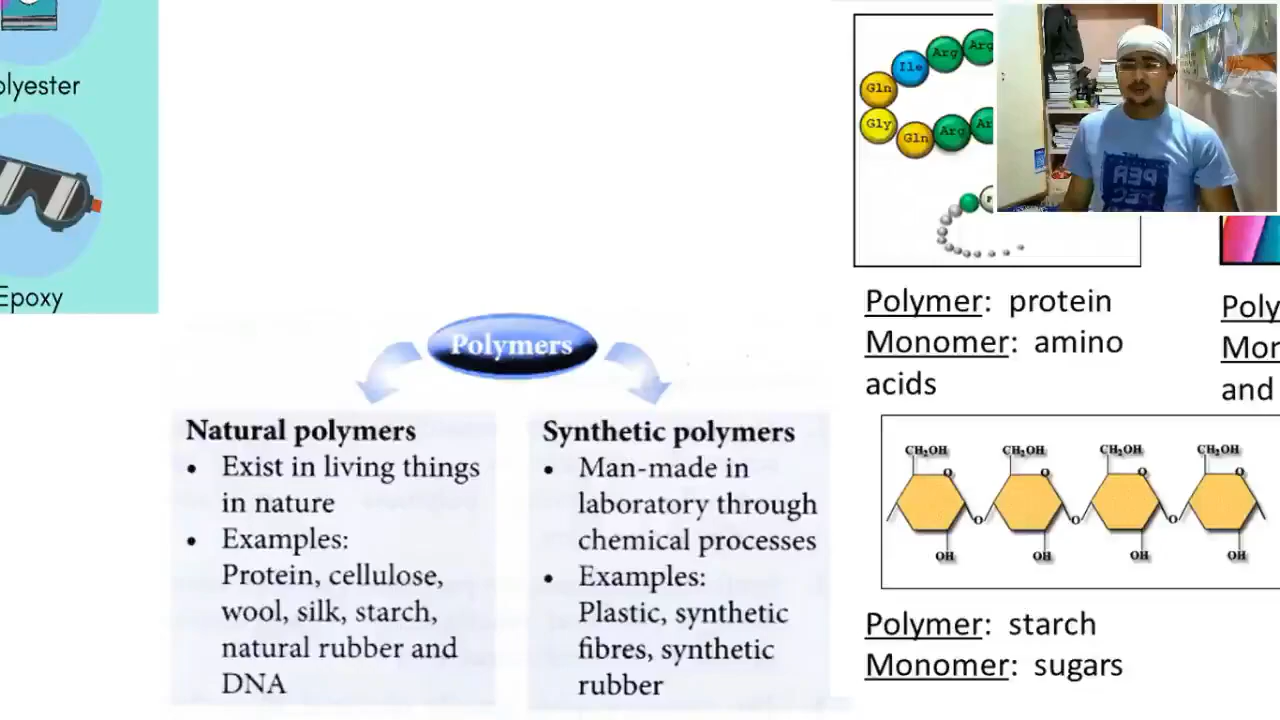 olyester
Epoxy
Polymers
Natural polymers
• Exist in living things
in nature
• Examples:
Protein, cellulose,
wool, silk, starch,
natural rubber and
DNA
Synthetic polymers
• Man-made in
laboratory through
chemical processes
• Examples:
Plastic, synthetic
fibres, synthetic
rubber
Ile Arg Arg
Gln
Gly Gln Arg Ar
Polymer: protein
Monomer: amino
acids
Poly
Mor
and
CH₂OH CH₂OH CH₂OH CH₂OH
O O O O
O O O
OH OH OH OH
Polymer: starch
Monomer: sugars